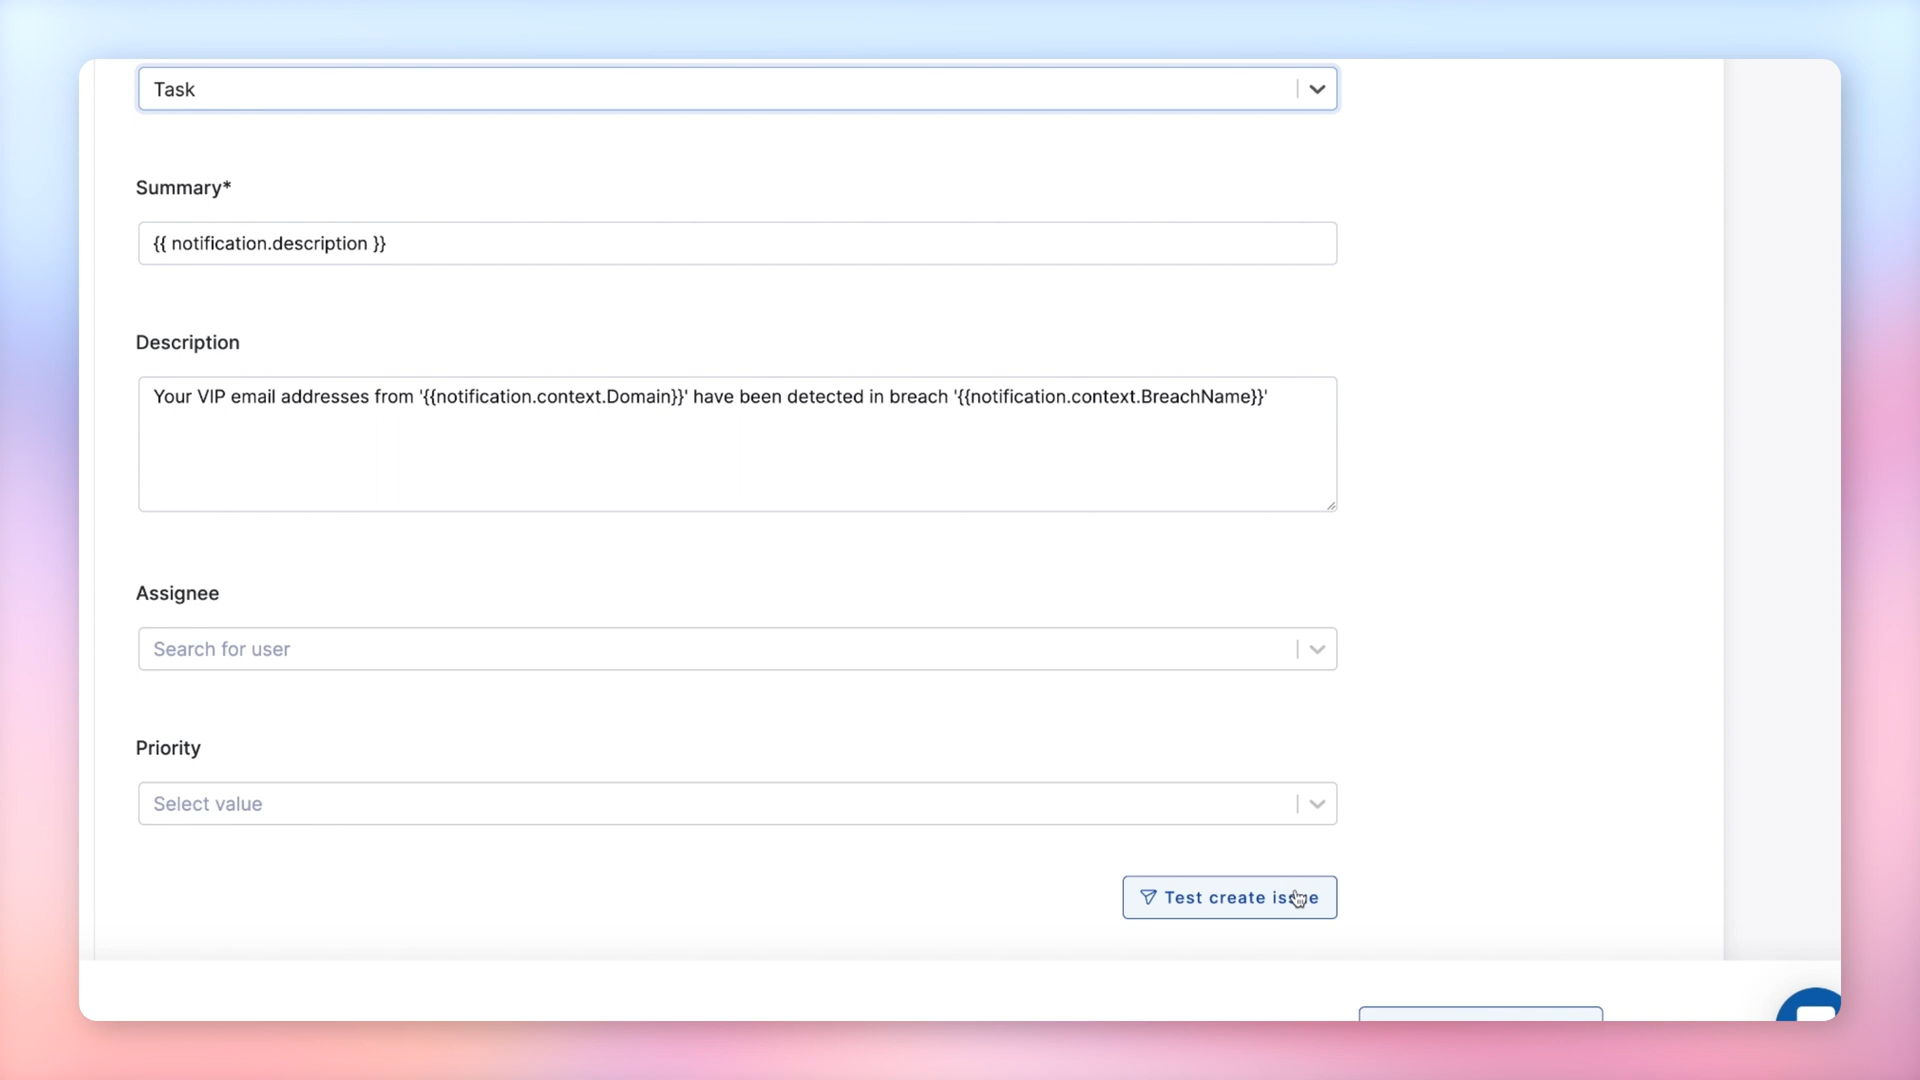 Task
Summary*
{{ notification.description }}
Description
Your VIP email addresses from '{{notification.context.Domain}}' have been detected in breach '{{notification.context.BreachName}}'
Assignee
Search for user
Priority
Select value
Test create issue